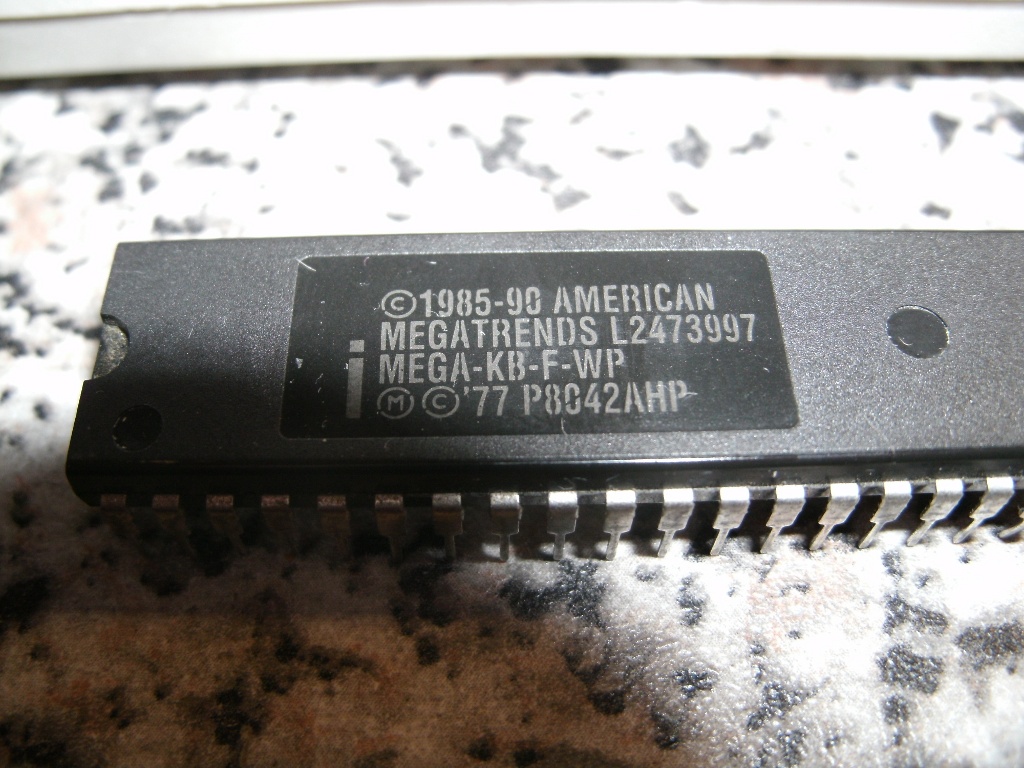 ©1985-90 AMERICAN
MEGATRENDS L2473997
i MEGA-KB-F-WP
Ⓜ ©'77 P8042AHP